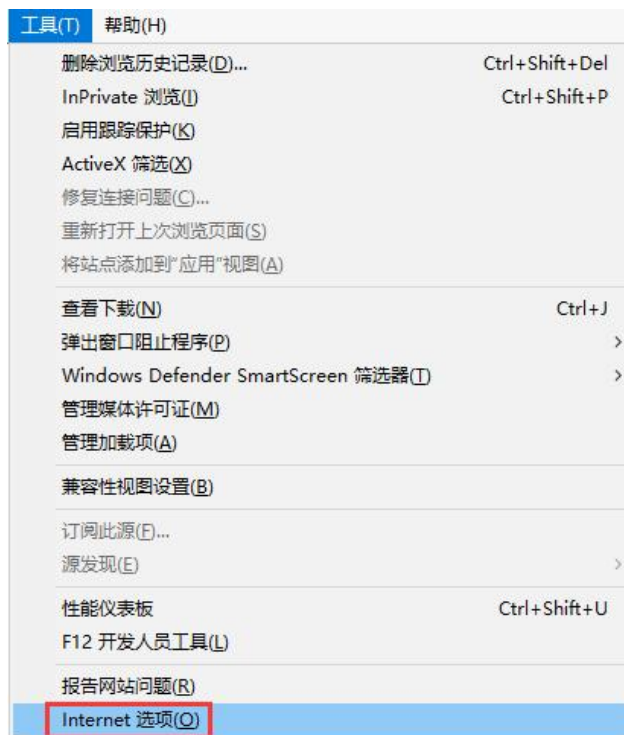 工具(T) 帮助(H)
删除浏览历史记录(D)... Ctrl+Shift+Del
InPrivate 浏览(I) Ctrl+Shift+P
启用跟踪保护(K)
ActiveX 筛选(X)
修复连接问题(C)...
重新打开上次浏览页面(S)
将站点添加到"应用"视图(A)
查看下载(N) Ctrl+J
弹出窗口阻止程序(P)
Windows Defender SmartScreen 筛选器(T)
管理媒体许可证(M)
管理加载项(A)
兼容性视图设置(B)
订阅此源(F)...
源发现(E)
性能仪表板 Ctrl+Shift+U
F12 开发人员工具(L)
报告网站问题(R)
Internet 选项(O)